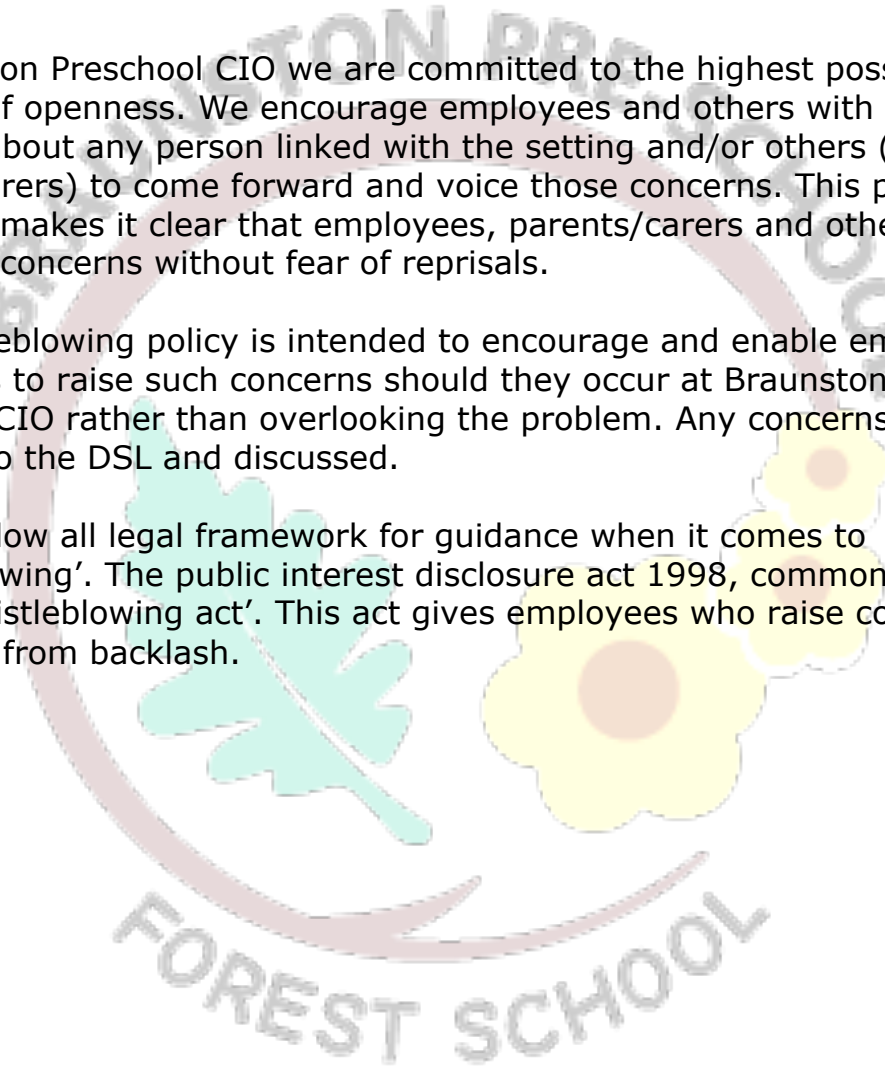 BRAUNSTON PRE-SCHOOL
on Preschool CIO we are committed to the highest poss
f openness. We encourage employees and others with
bout any person linked with the setting and/or others (
rers) to come forward and voice those concerns. This p
makes it clear that employees, parents/carers and othe
concerns without fear of reprisals.
eblowing policy is intended to encourage and enable em
to raise such concerns should they occur at Braunston
CIO rather than overlooking the problem. Any concerns
o the DSL and discussed.
low all legal framework for guidance when it comes to
wing’. The public interest disclosure act 1998, common
istleblowing act’. This act gives employees who raise co
from backlash.
FOREST SCHOOL